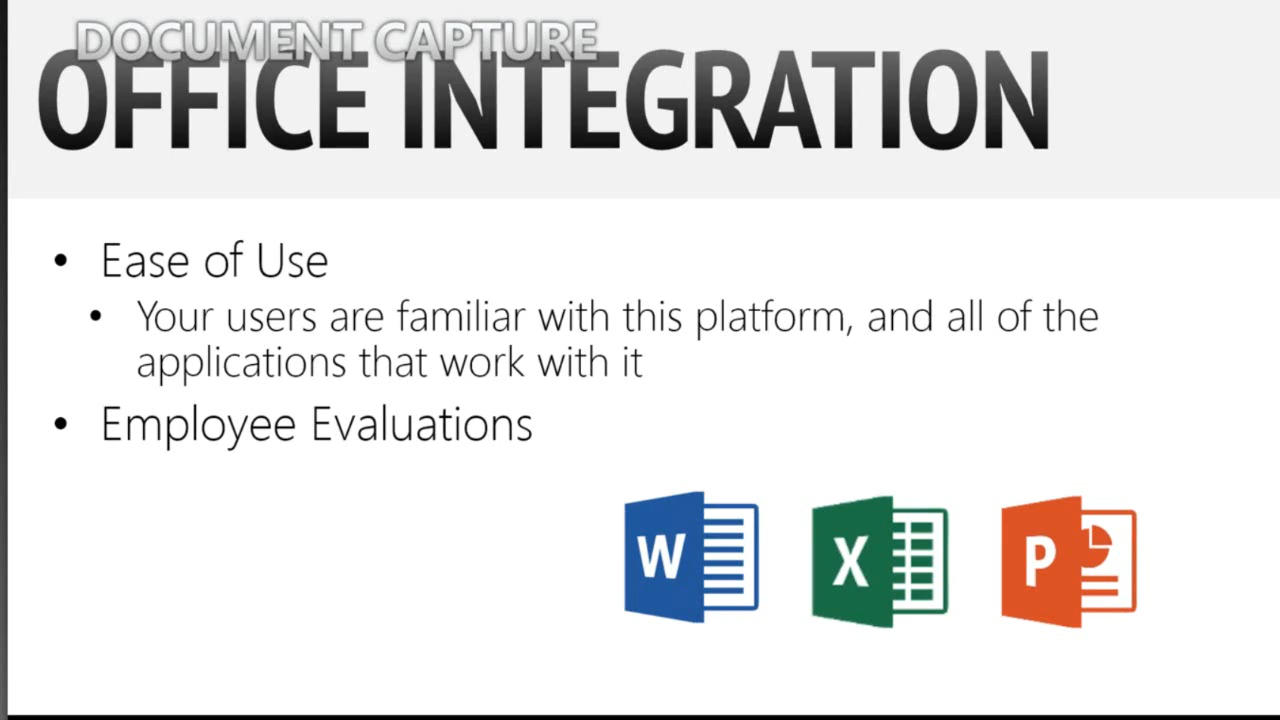 DOCUMENT CAPTURE
OFFICE INTEGRATION
• Ease of Use
• Your users are familiar with this platform, and all of the
applications that work with it
• Employee Evaluations
W X P